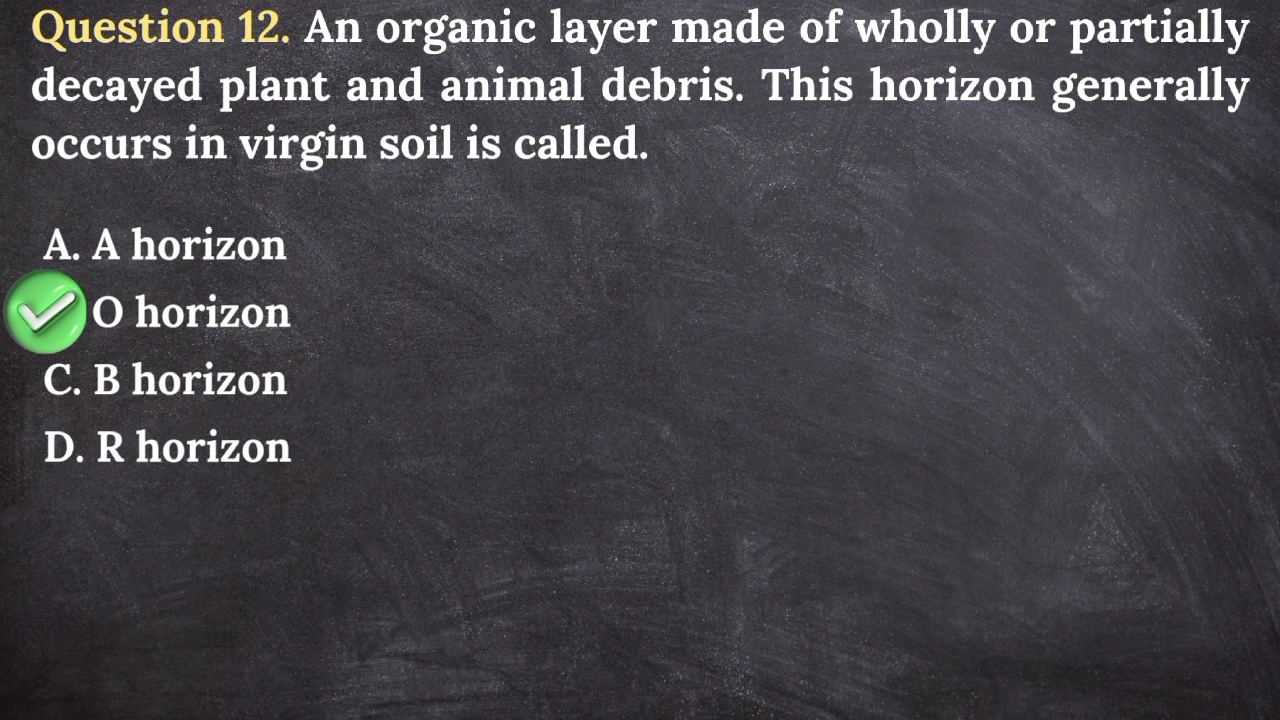 Question 12. An organic layer made of wholly or partially
decayed plant and animal debris. This horizon generally
occurs in virgin soil is called.
A. A horizon
O horizon
C. B horizon
D. R horizon